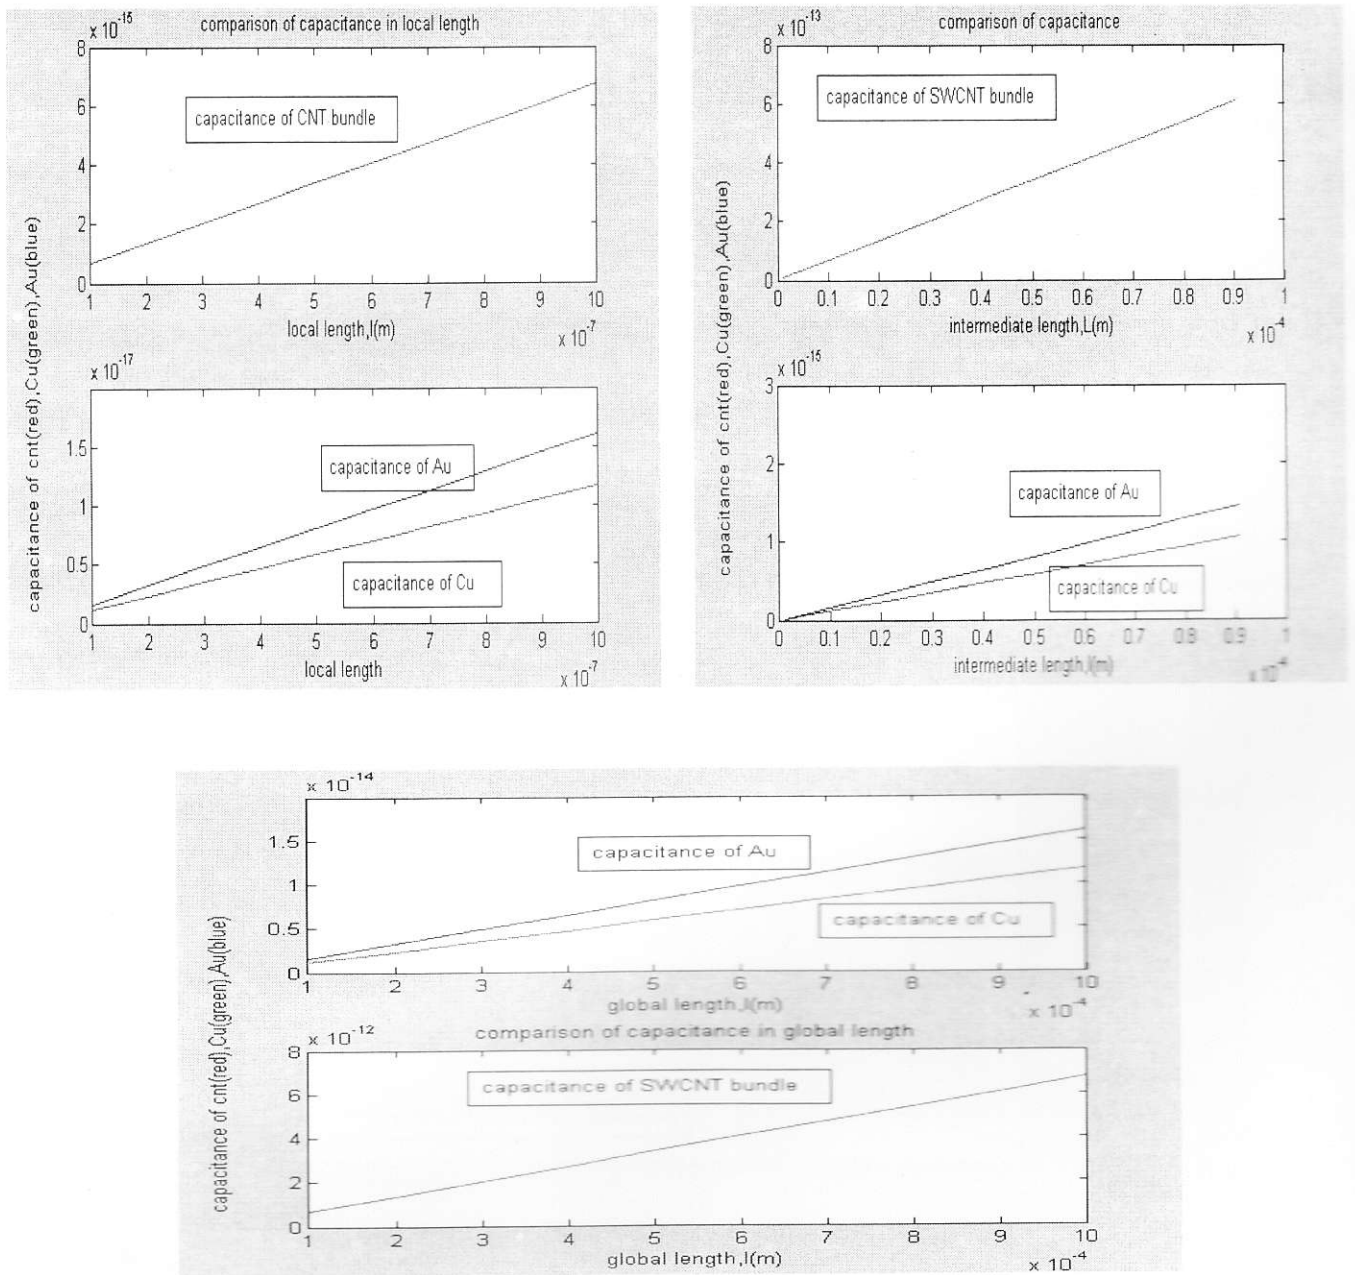 x 10-15
comparison of capacitance in local length
8
6
4
2
0
capacitance of CNT bundle
1 2 3 4 5 6 7 8 9 10
local length,l(m)
x 10-7
capacitance of cnt(red),Cu(green),Au(blue)
x 10-17
1.5
1
0.5
0
capacitance of Au
capacitance of Cu
1 2 3 4 5 6 7 8 9 10
local length
x 10-7
x 10-13
comparison of capacitance
8
6
4
2
0
capacitance of SWCNT bundle
0 0.1 0.2 0.3 0.4 0.5 0.6 0.7 0.8 0.9 1
intermediate length,L(m)
x 10-4
capacitance of cnt(red),Cu(green),Au(blue)
x 10-15
3
2
1
0
capacitance of Au
capacitance of Cu
0 0.1 0.2 0.3 0.4 0.5 0.6 0.7 0.8 0.9 1
intermediate length,l(m)
x 10-4
x 10-14
1.5
1
0.5
0
capacitance of Au
capacitance of Cu
1 2 3 4 5 6 7 8 9 10
global length,l(m)
x 10-4
capacitance of cnt(red),Cu(green),Au(blue)
x 10-12
comparison of capacitance in global length
8
6
4
2
0
capacitance of SWCNT bundle
1 2 3 4 5 6 7 8 9 10
global length,l(m)
x 10-4